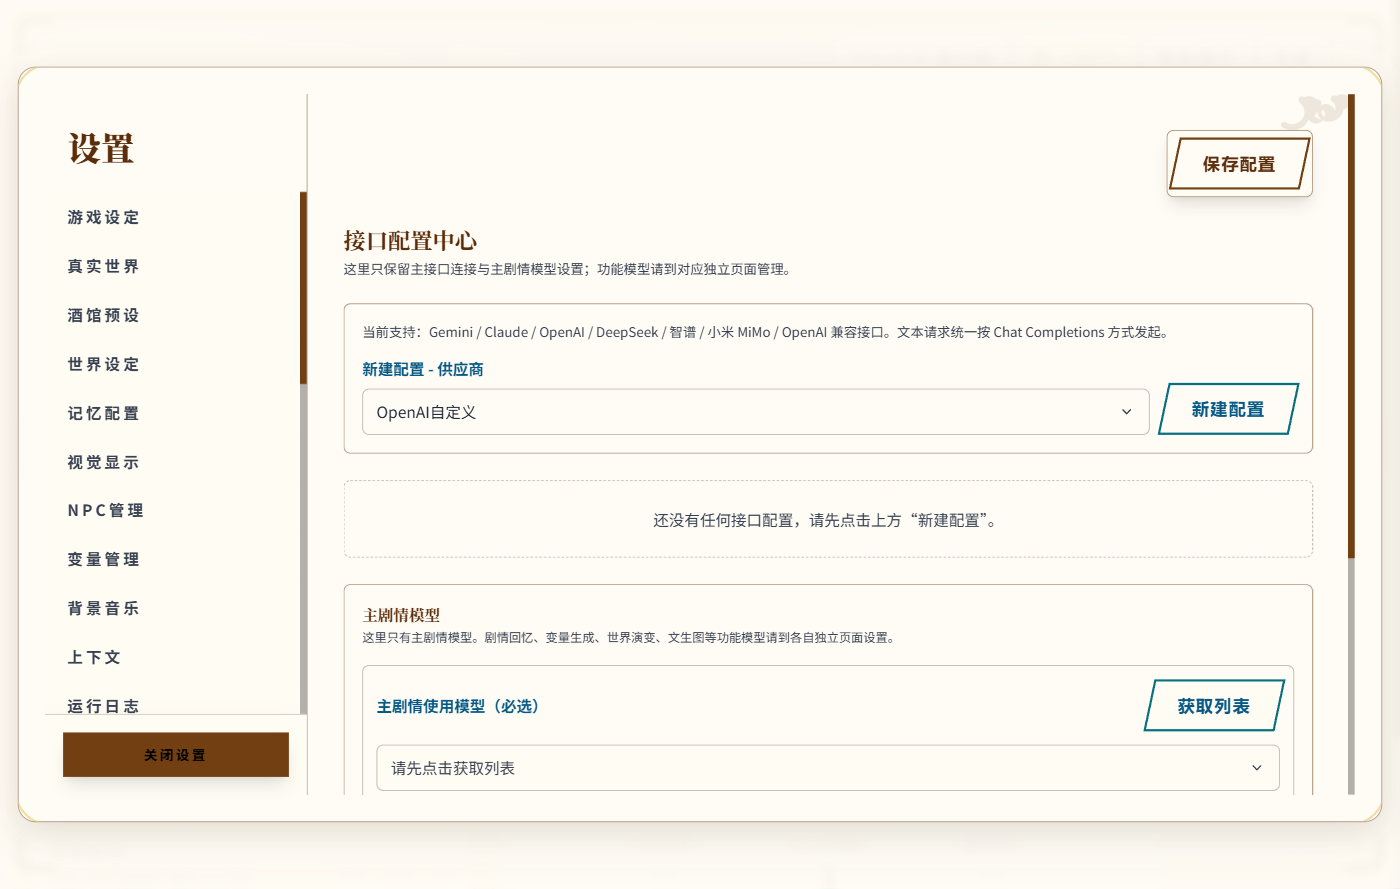 设置
游戏设定
真实世界
酒馆预设
世界设定
记忆配置
视觉显示
NPC管理
变量管理
背景音乐
上下文
运行日志
关闭设置
保存配置
接口配置中心
这里只保留主接口连接与主剧情模型设置；功能模型请到对应独立页面管理。
当前支持：Gemini / Claude / OpenAI / DeepSeek / 智谱 / 小米 MiMo / OpenAI 兼容接口。文本请求统一按 Chat Completions 方式发起。
新建配置 - 供应商
OpenAI自定义
新建配置
还没有任何接口配置，请先点击上方“新建配置”。
主剧情模型
这里只有主剧情模型。剧情回忆、变量生成、世界演变、文生图等功能模型请到各自独立页面设置。
主剧情使用模型（必选）
获取列表
请先点击获取列表